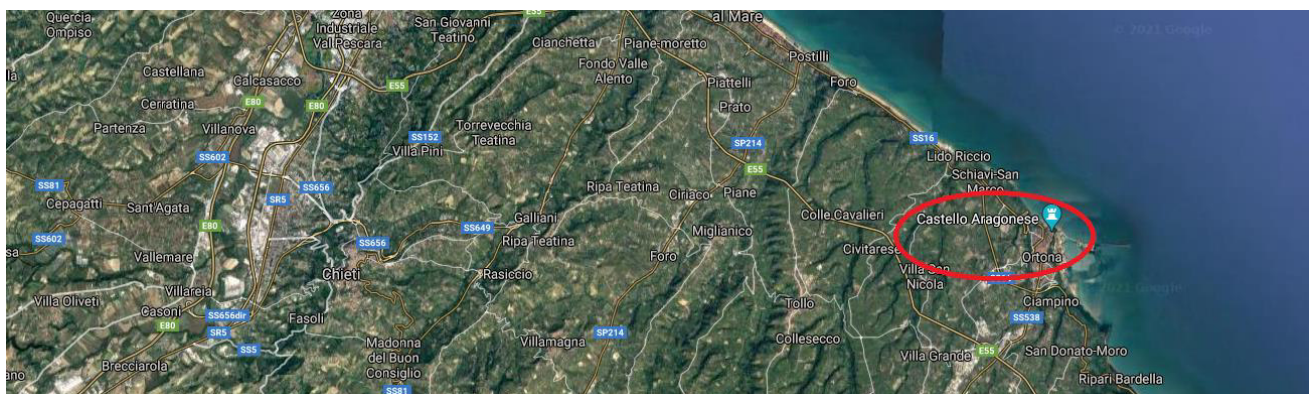 Quercia
Ompiso
Zona
Industriale
Val Pescara
San Giovanni
Teatino
E55
al Mare
Cianchetta
Piane-moretto
© 2021 Google
Postilli
Fondo Valle
Alento
Castellana
Calcasacco
E55
Piattelli
Foro
Cerratina
E80
E80
Prato
Partenza
Villanova
Torrevecchia
Teatina
SS152
Villa Pini
SP214
SS16
SS602
Lido Riccio
E55
Schiavi-San
Marco
SS81
SS656
SR5
Ripa Teatina
Ciriaco
Piane
Cepagatti
Sant'Agata
Galliani
Colle Cavalieri
Castello Aragonese
E80
SS649
Miglianico
SS602
SS656
Ripa Teatina
Civitarese
Vallemare
Foro
Ortona
Chieti
Rasiccio
Villa San
Nicola
2021 Google
Villareia
Villa Oliveti
Tollo
Ciampino
Casoni
SS656dir
Fasoli
SS538
E80
SR5
SP214
Madonna
del Buon
Consiglio
Villamagna
Collesecco
SS5
Villa Grande
E55
San Donato-Moro
Brecciarola
Ripari Bardella
SS81